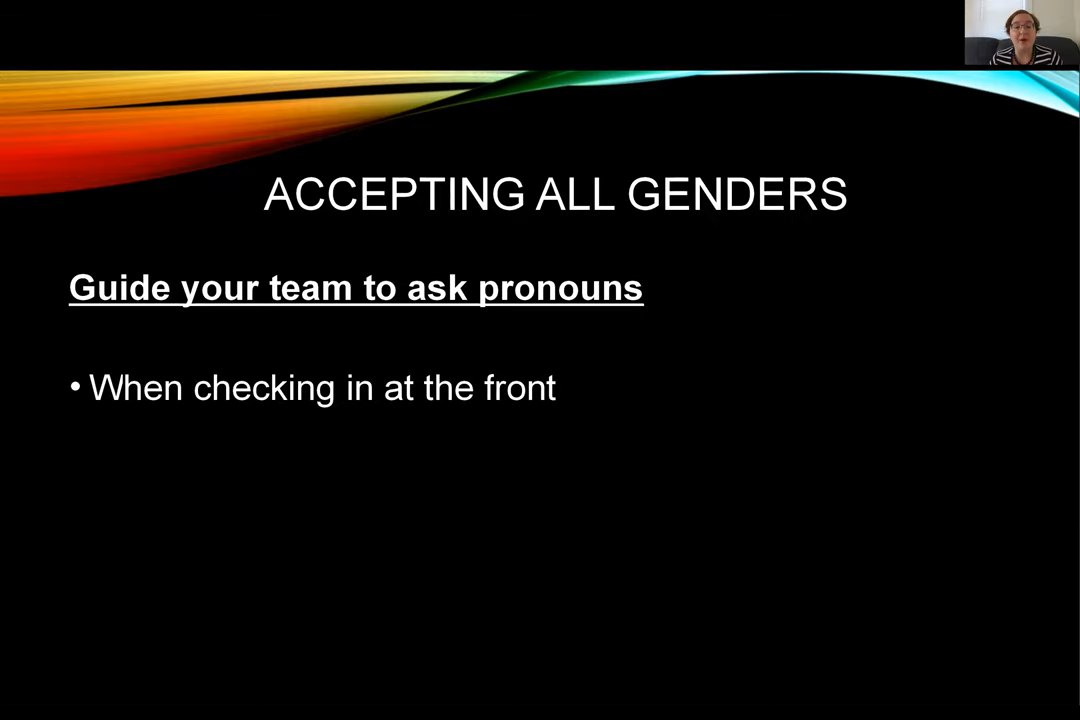 ACCEPTING ALL GENDERS
Guide your team to ask pronouns
• When checking in at the front